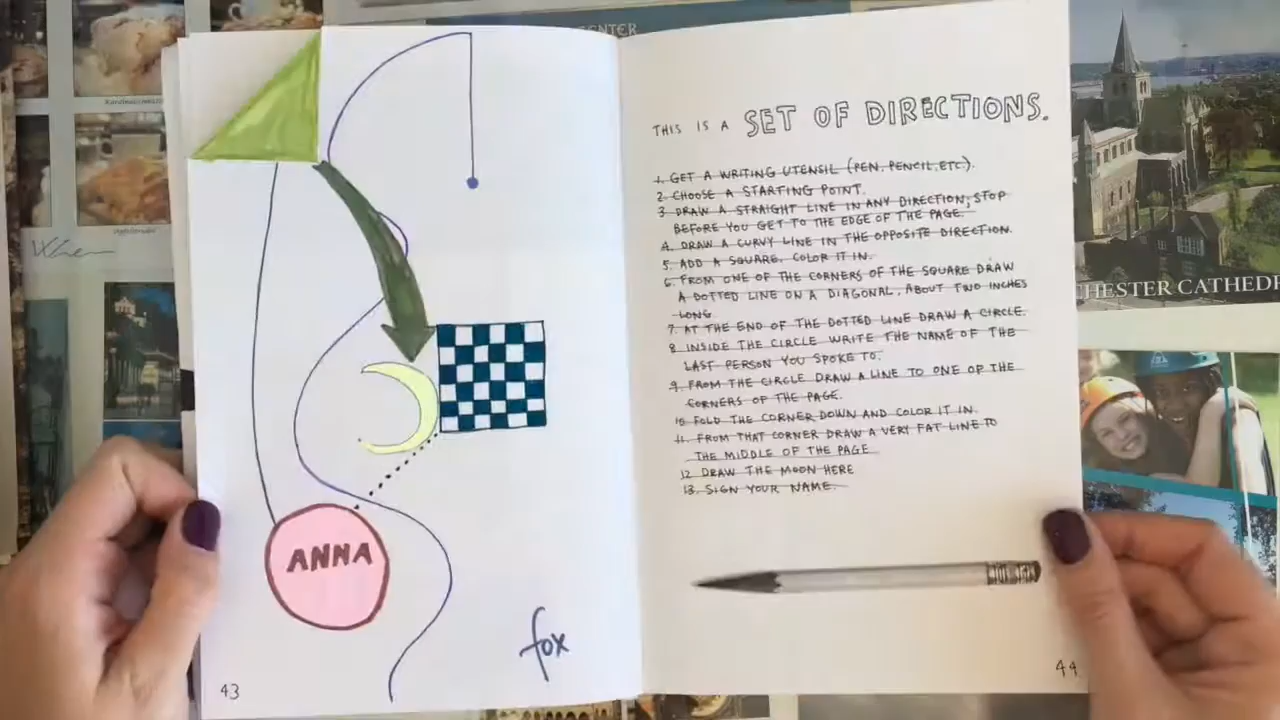 CENTER
When
ANNA
fox
43
THIS IS A SET OF DIRECTIONS.
1. GET A WRITING UTENSIL (PEN, PENCIL, ETC).
2. CHOOSE A STARTING POINT.
3. DRAW A STRAIGHT LINE IN ANY DIRECTION, STOP
BEFORE YOU GET TO THE EDGE OF THE PAGE.
4. DRAW A CURVY LINE IN THE OPPOSITE DIRECTION.
5. ADD A SQUARE. COLOR IT IN.
6. FROM ONE OF THE CORNERS OF THE SQUARE DRAW
A DOTTED LINE ON A DIAGONAL, ABOUT TWO INCHES
LONG.
7. AT THE END OF THE DOTTED LINE DRAW A CIRCLE.
8. INSIDE THE CIRCLE WRITE THE NAME OF THE
LAST PERSON YOU SPOKE TO.
9. FROM THE CIRCLE DRAW A LINE TO ONE OF THE
CORNERS OF THE PAGE.
10. FOLD THE CORNER DOWN AND COLOR IT IN.
11. FROM THAT CORNER DRAW A VERY FAT LINE TO
THE MIDDLE OF THE PAGE
12. DRAW THE MOON HERE
13. SIGN YOUR NAME.
44
HESTER CATHEDR